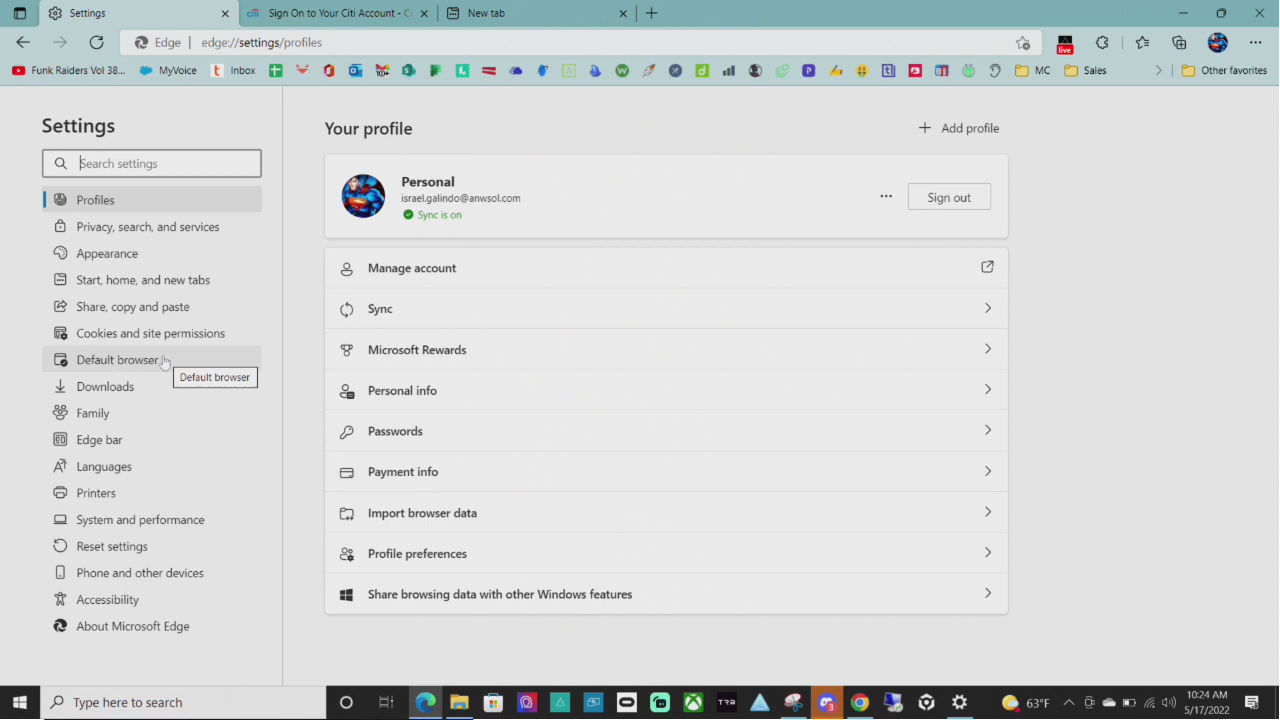 Settings
Sign On to Your Citi Account - C
New tab
Edge
edge://settings/profiles
live
Funk Raiders Vol 38...
MyVoice
Inbox
MC
Sales
Other favorites
Settings
Search settings
Profiles
Privacy, search, and services
Appearance
Start, home, and new tabs
Share, copy and paste
Cookies and site permissions
Default browser
Default browser
Downloads
Family
Edge bar
Languages
Printers
System and performance
Reset settings
Phone and other devices
Accessibility
About Microsoft Edge
Your profile
Add profile
Personal
israel.galindo@anwsol.com
Sync is on
Sign out
Manage account
Sync
Microsoft Rewards
Personal info
Passwords
Payment info
Import browser data
Profile preferences
Share browsing data with other Windows features
Type here to search
TRB
3
63°F
10:24 AM
5/17/2022